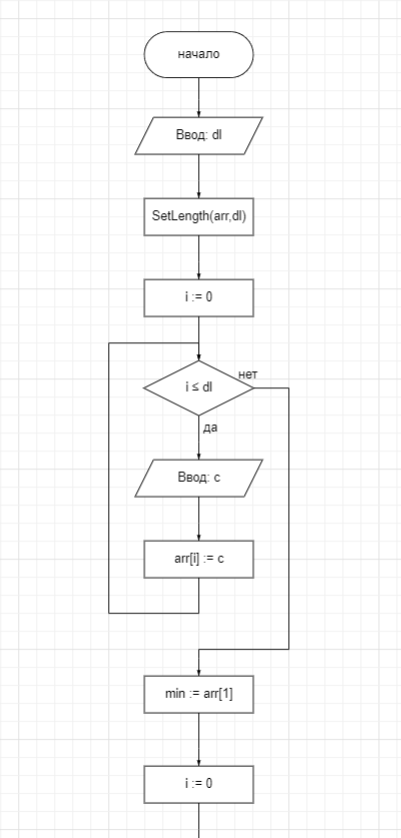 начало
Ввод: dl
SetLength(arr,dl)
i := 0
i ≤ dl
нет
да
Ввод: c
arr[i] := c
min := arr[1]
i := 0